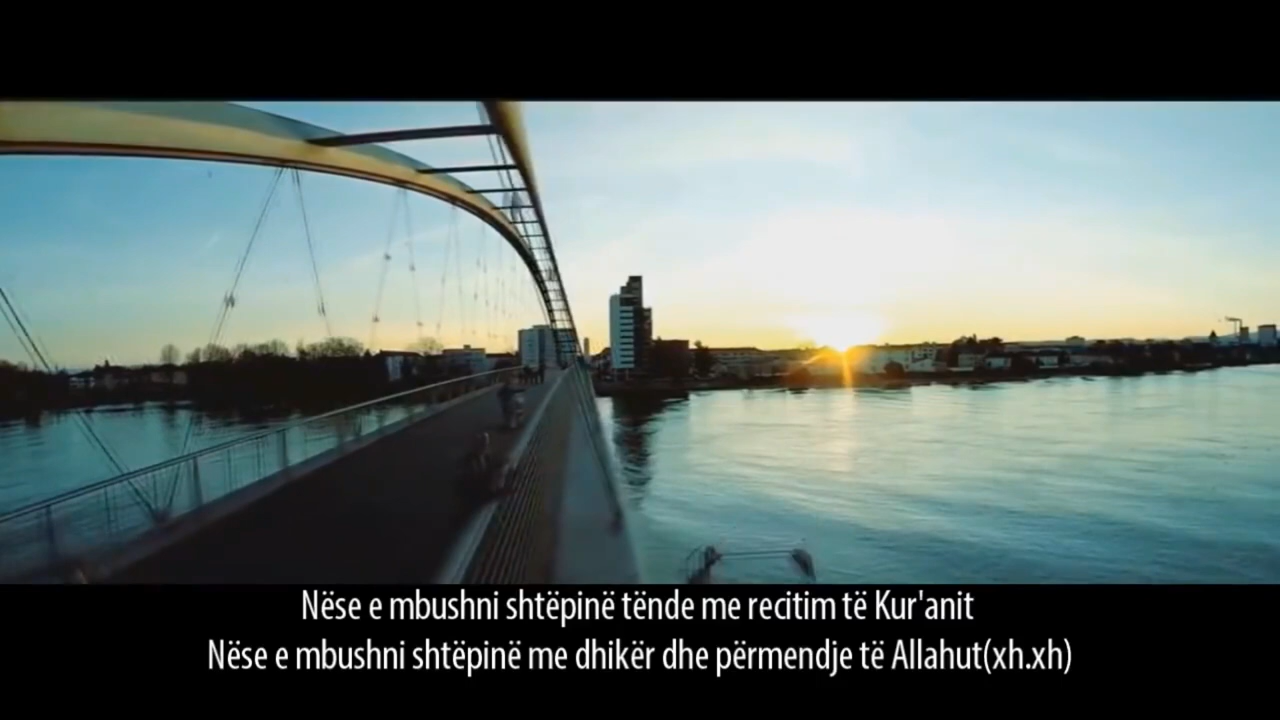 Nëse e mbushni shtëpinë tënde me recitim të Kur'anit
Nëse e mbushni shtëpinë me dhikër dhe përmendje të Allahut(xh.xh)